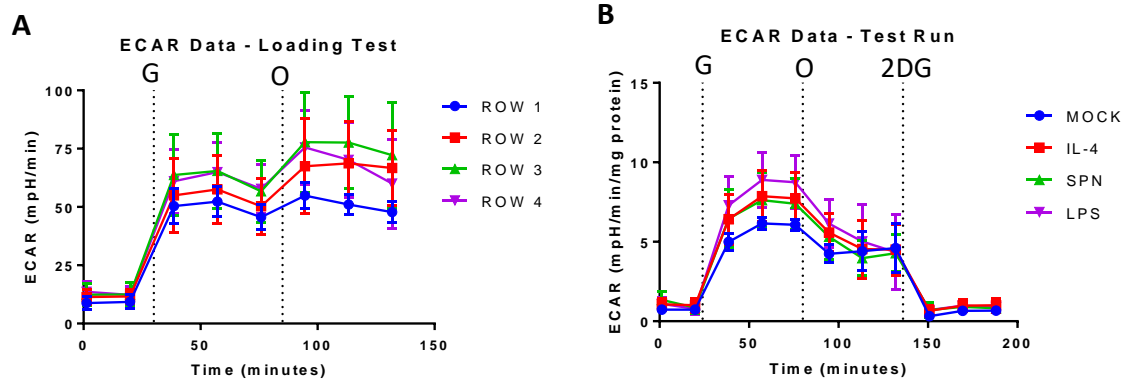 A
ECAR Data - Loading Test
G
O
100
75
50
25
0
ECAR (mpH/min)
0
50
100
150
Time (minutes)
ROW 1
ROW 2
ROW 3
ROW 4
B
ECAR Data - Test Run
G
O
2DG
15
10
5
0
ECAR (mpH/min/mg protein)
0
50
100
150
200
Time (minutes)
MOCK
IL-4
SPN
LPS